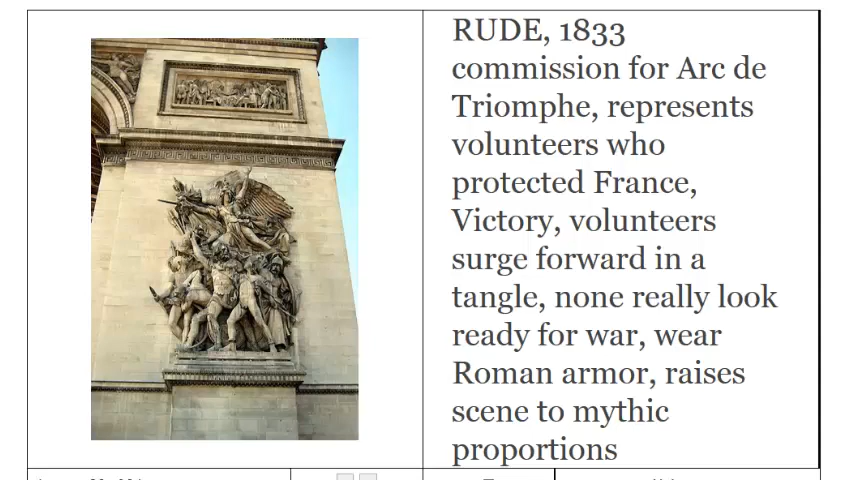 RUDE, 1833
commission for Arc de
Triomphe, represents
volunteers who
protected France,
Victory, volunteers
surge forward in a
tangle, none really look
ready for war, wear
Roman armor, raises
scene to mythic
proportions